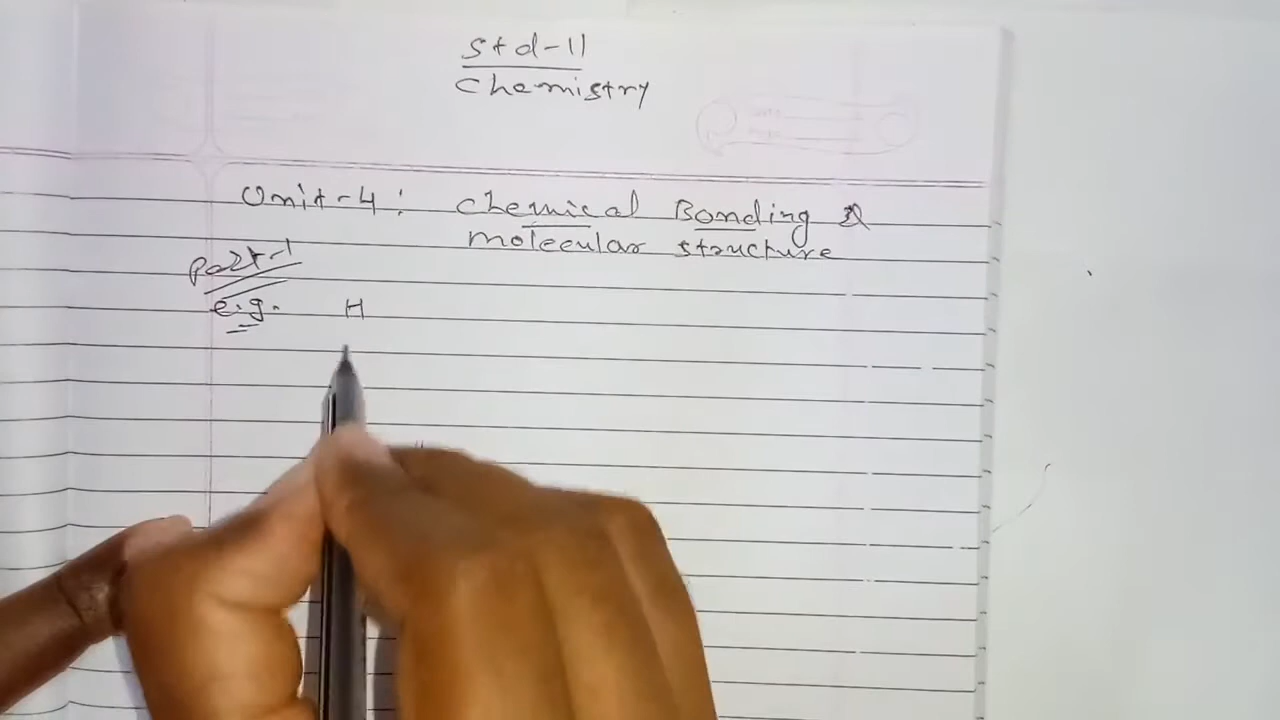 std-11
Chemistry
Unit-4: Chemical Bonding &
molecular structure
part-1
e.g. H